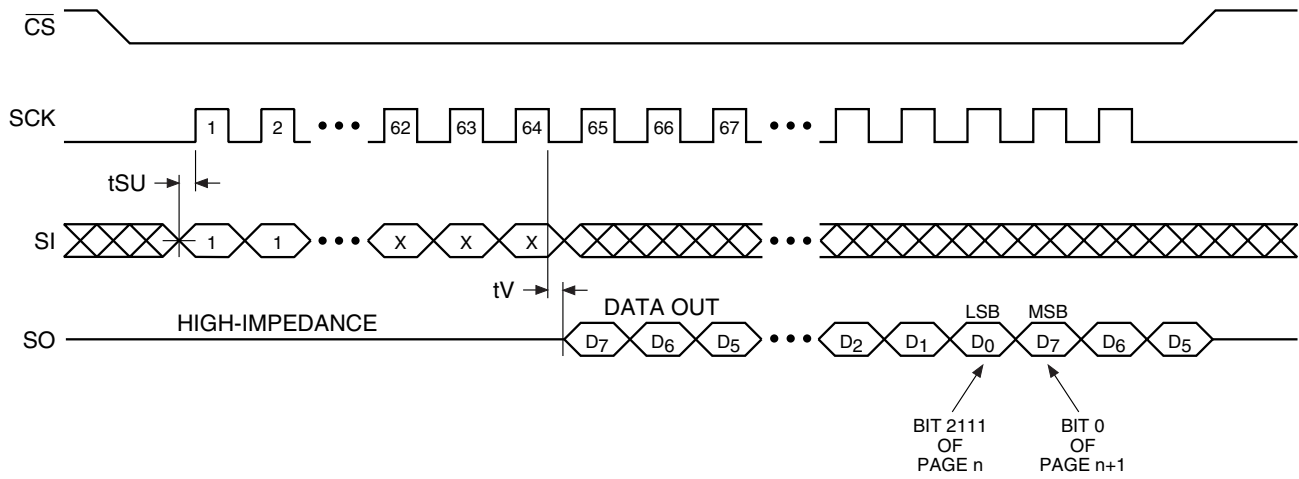 CS
SCK
1 2 ••• 62 63 64 65 66 67 •••
tSU
SI
1 1 ••• X X X •••
tV
DATA OUT
LSB MSB
HIGH-IMPEDANCE
SO
D7 D6 D5 ••• D2 D1 D0 D7 D6 D5
BIT 2111
OF
PAGE n
BIT 0
OF
PAGE n+1